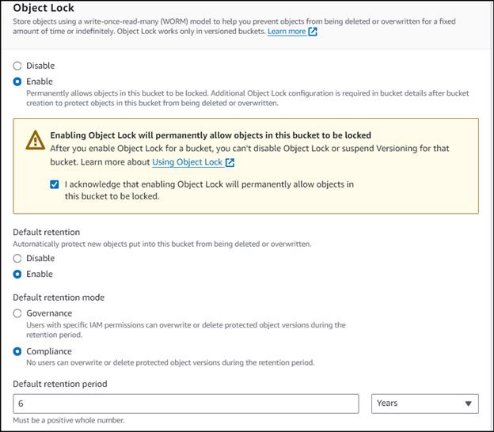 Object Lock
Store objects using a write-once-read-many (WORM) model to help you prevent objects from being deleted or overwritten for a fixed
amount of time or indefinitely. Object Lock works only in versioned buckets. Learn more
Disable
Enable
Permanently allows objects in this bucket to be locked. Additional Object Lock configuration is required in bucket details after bucket
creation to protect objects in this bucket from being deleted or overwritten.
Enabling Object Lock will permanently allow objects in this bucket to be locked
After you enable Object Lock for a bucket, you can't disable Object Lock or suspend Versioning for that
bucket. Learn more about Using Object Lock
I acknowledge that enabling Object Lock will permanently allow objects in
this bucket to be locked.
Default retention
Automatically protect new objects put into this bucket from being deleted or overwritten.
Disable
Enable
Default retention mode
Governance
Users with specific IAM permissions can overwrite or delete protected object versions during the
retention period.
Compliance
No users can overwrite or delete protected object versions during the retention period.
Default retention period
6
Years
Must be a positive whole number.